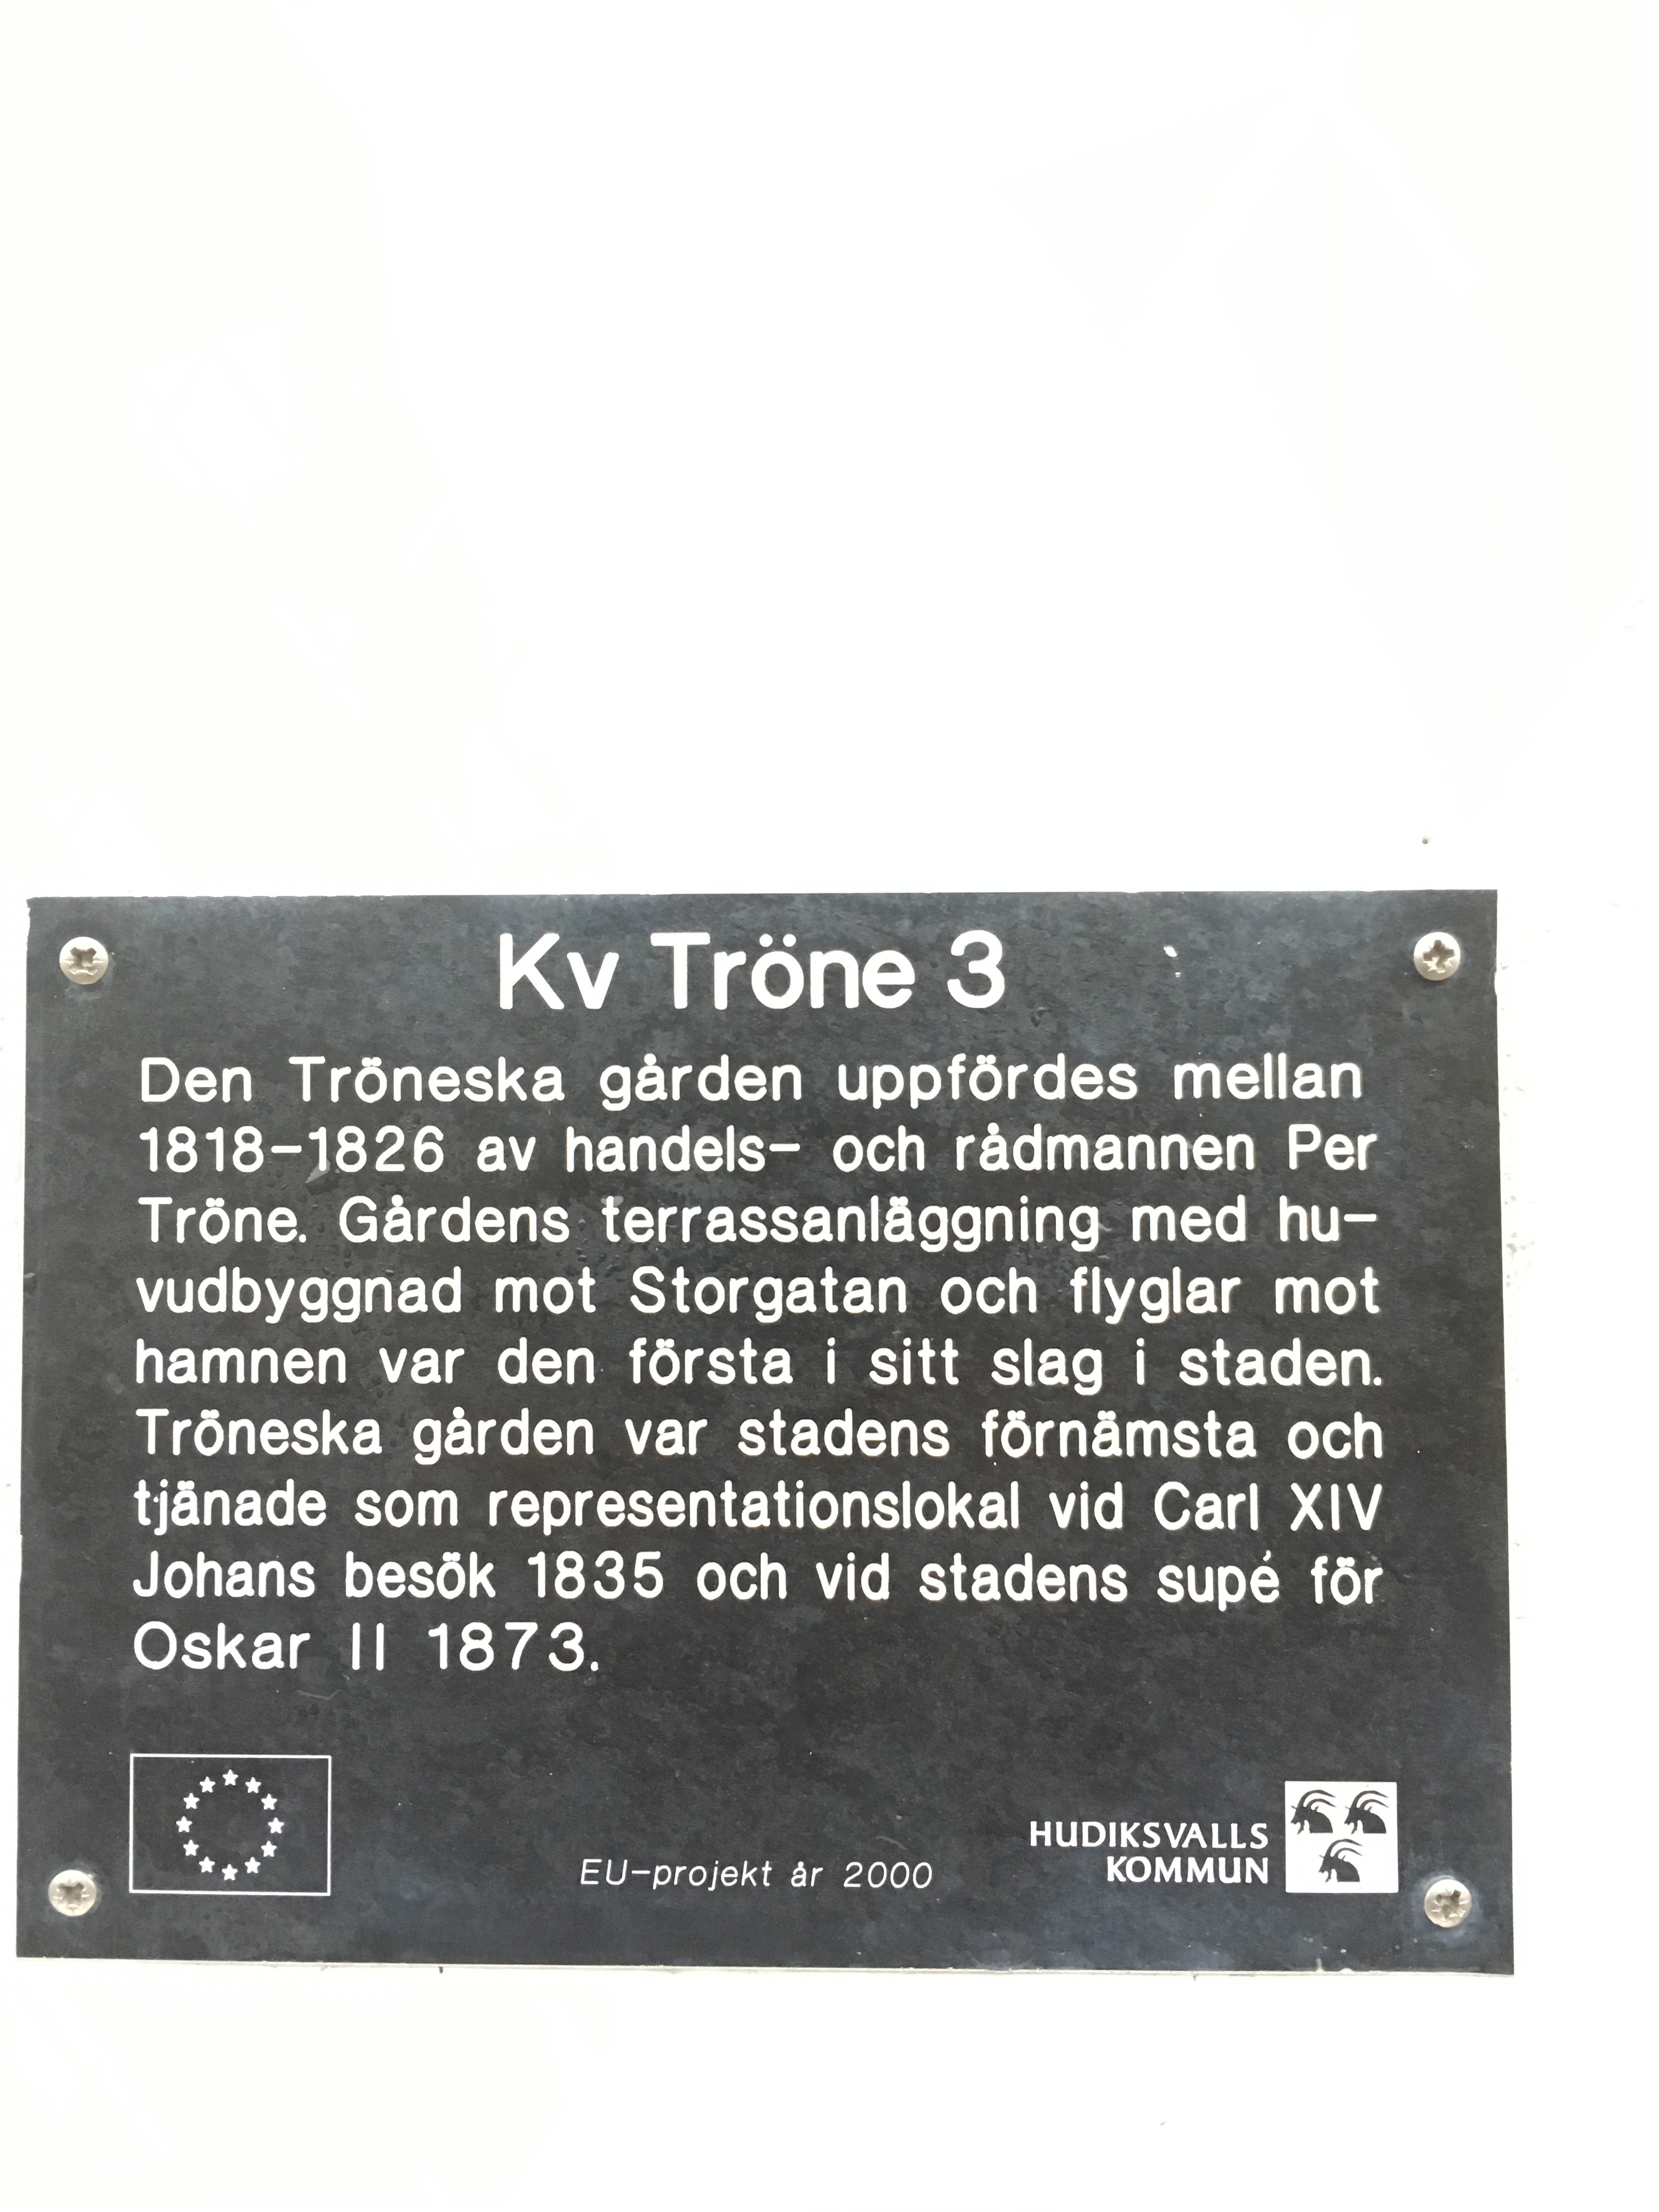 Kv Tröne 3
Den Tröneska gården uppfördes mellan
1818-1826 av handels- och rådmannen Per
Tröne. Gårdens terrassanläggning med hu-
vudbyggnad mot Storgatan och flyglar mot
hamnen var den första i sitt slag i staden.
Tröneska gården var stadens förnämsta och
tjänade som representationslokal vid Carl XIV
Johans besök 1835 och vid stadens supé för
Oskar II 1873.
EU-projekt år 2000
HUDIKSVALLS
KOMMUN